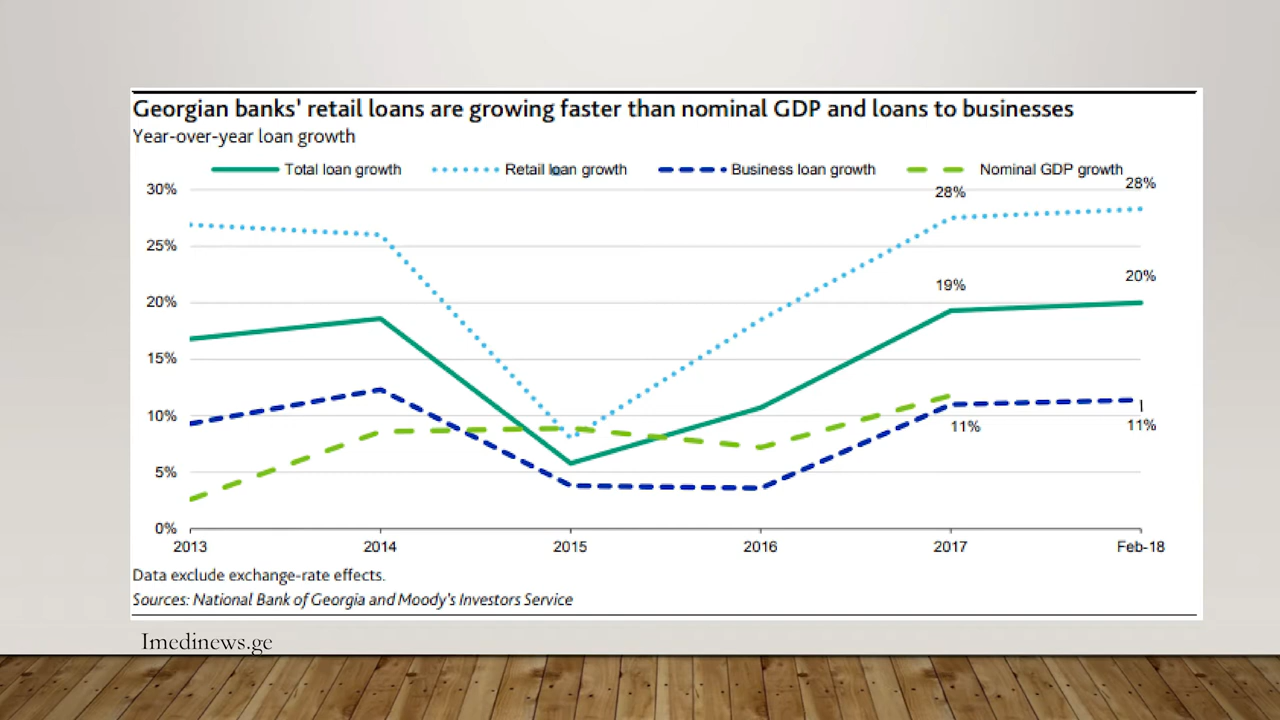 Georgian banks' retail loans are growing faster than nominal GDP and loans to businesses
Year-over-year loan growth
Total loan growth Retail loan growth Business loan growth Nominal GDP growth
30%
28%
28%
25%
20%
19%
20%
15%
10%
11%
11%
5%
0%
2013 2014 2015 2016 2017 Feb-18
Data exclude exchange-rate effects.
Sources: National Bank of Georgia and Moody's Investors Service
Imedinews.ge